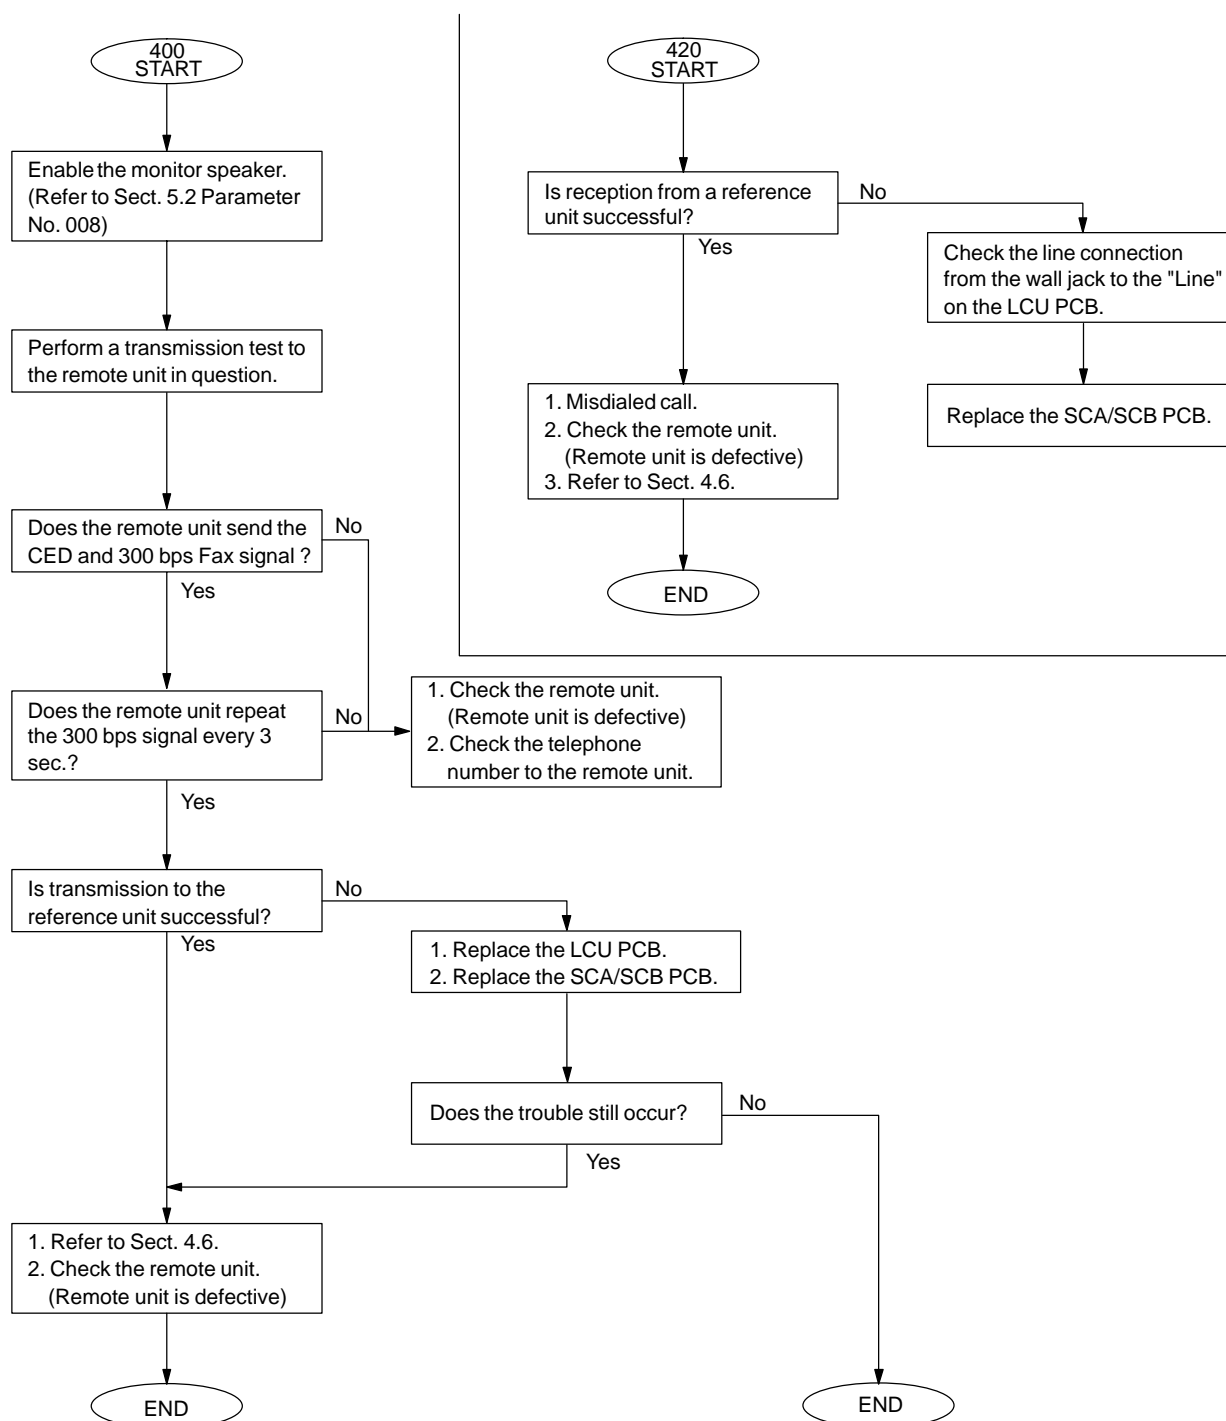 400
START
Enable the monitor speaker.
(Refer to Sect. 5.2 Parameter
No. 008)
Perform a transmission test to
the remote unit in question.
Does the remote unit send the
CED and 300 bps Fax signal ?
No
Yes
Does the remote unit repeat
the 300 bps signal every 3
sec.?
No
Yes
1. Check the remote unit.
(Remote unit is defective)
2. Check the telephone
number to the remote unit.
Is transmission to the
reference unit successful?
No
Yes
1. Replace the LCU PCB.
2. Replace the SCA/SCB PCB.
Does the trouble still occur?
No
Yes
1. Refer to Sect. 4.6.
2. Check the remote unit.
(Remote unit is defective)
END
END
420
START
Is reception from a reference
unit successful?
No
Yes
Check the line connection
from the wall jack to the "Line"
on the LCU PCB.
Replace the SCA/SCB PCB.
1. Misdialed call.
2. Check the remote unit.
(Remote unit is defective)
3. Refer to Sect. 4.6.
END